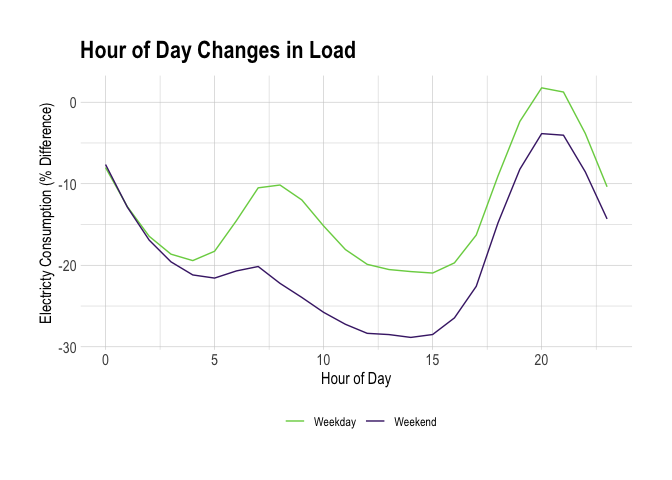 Hour of Day Changes in Load
Electricty Consumption (% Difference)
0
-10
-20
-30
0 5 10 15 20
Hour of Day
Weekday Weekend